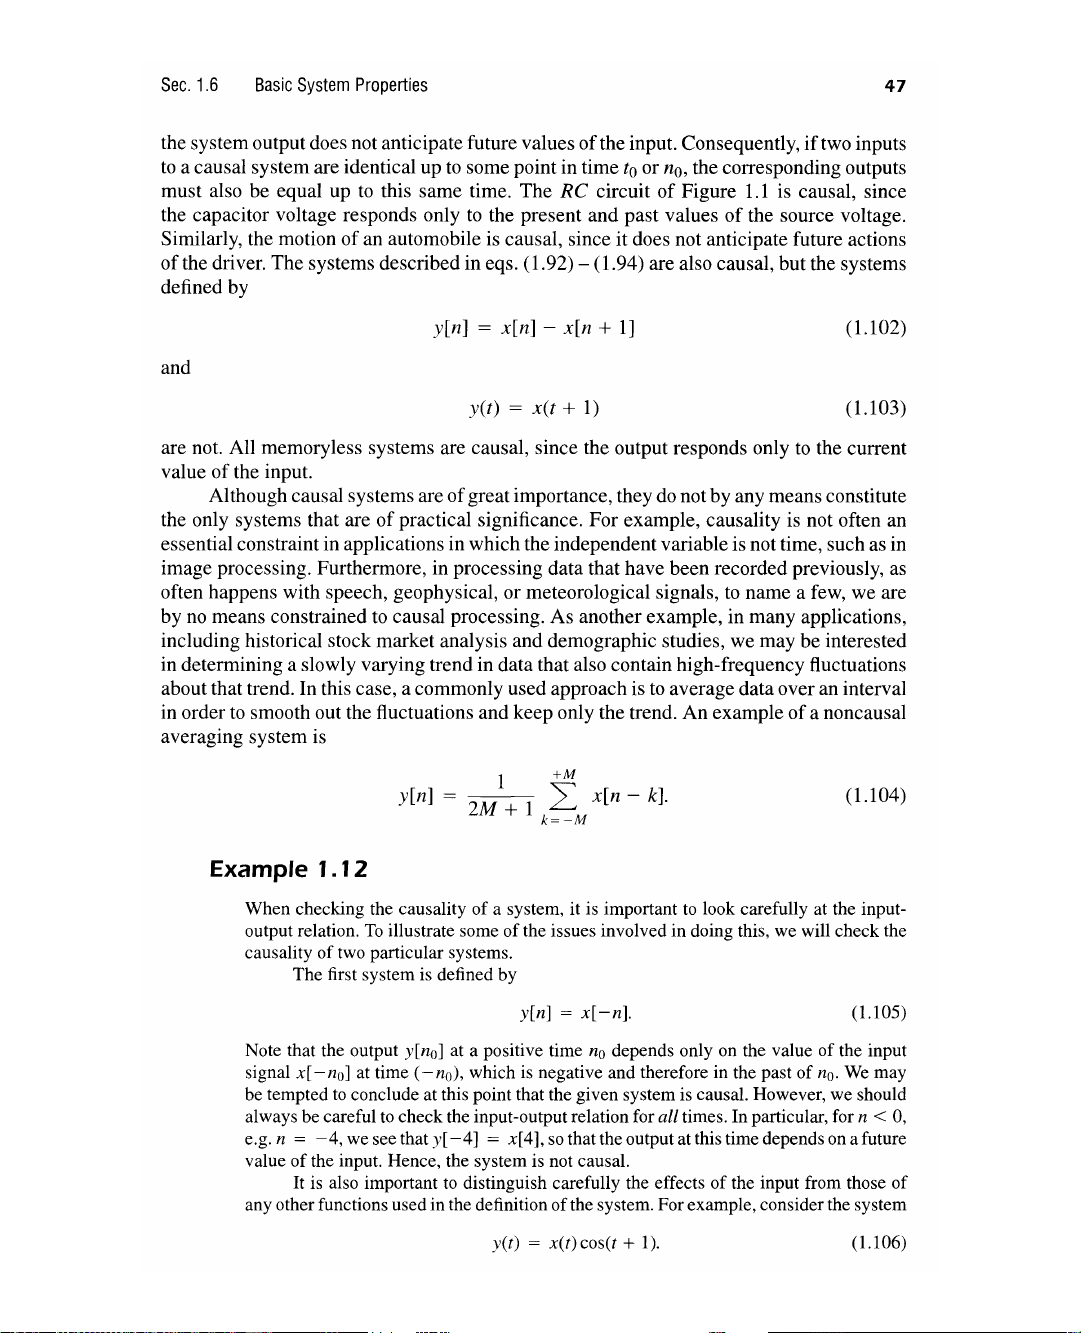 Sec. 1.6 Basic System Properties 47
the system output does not anticipate future values of the input. Consequently, if two inputs
to a causal system are identical up to some point in time t₀ or n₀, the corresponding outputs
must also be equal up to this same time. The RC circuit of Figure 1.1 is causal, since
the capacitor voltage responds only to the present and past values of the source voltage.
Similarly, the motion of an automobile is causal, since it does not anticipate future actions
of the driver. The systems described in eqs. (1.92) – (1.94) are also causal, but the systems
defined by
y[n] = x[n] − x[n + 1] (1.102)
and
y(t) = x(t + 1) (1.103)
are not. All memoryless systems are causal, since the output responds only to the current
value of the input.
Although causal systems are of great importance, they do not by any means constitute
the only systems that are of practical significance. For example, causality is not often an
essential constraint in applications in which the independent variable is not time, such as in
image processing. Furthermore, in processing data that have been recorded previously, as
often happens with speech, geophysical, or meteorological signals, to name a few, we are
by no means constrained to causal processing. As another example, in many applications,
including historical stock market analysis and demographic studies, we may be interested
in determining a slowly varying trend in data that also contain high-frequency fluctuations
about that trend. In this case, a commonly used approach is to average data over an interval
in order to smooth out the fluctuations and keep only the trend. An example of a noncausal
averaging system is
y[n] = 1/(2M + 1) ∑_{k=−M}^{+M} x[n − k]. (1.104)
Example 1.12
When checking the causality of a system, it is important to look carefully at the input-
output relation. To illustrate some of the issues involved in doing this, we will check the
causality of two particular systems.
The first system is defined by
y[n] = x[−n]. (1.105)
Note that the output y[n₀] at a positive time n₀ depends only on the value of the input
signal x[−n₀] at time (−n₀), which is negative and therefore in the past of n₀. We may
be tempted to conclude at this point that the given system is causal. However, we should
always be careful to check the input-output relation for all times. In particular, for n < 0,
e.g. n = −4, we see that y[−4] = x[4], so that the output at this time depends on a future
value of the input. Hence, the system is not causal.
It is also important to distinguish carefully the effects of the input from those of
any other functions used in the definition of the system. For example, consider the system
y(t) = x(t) cos(t + 1). (1.106)